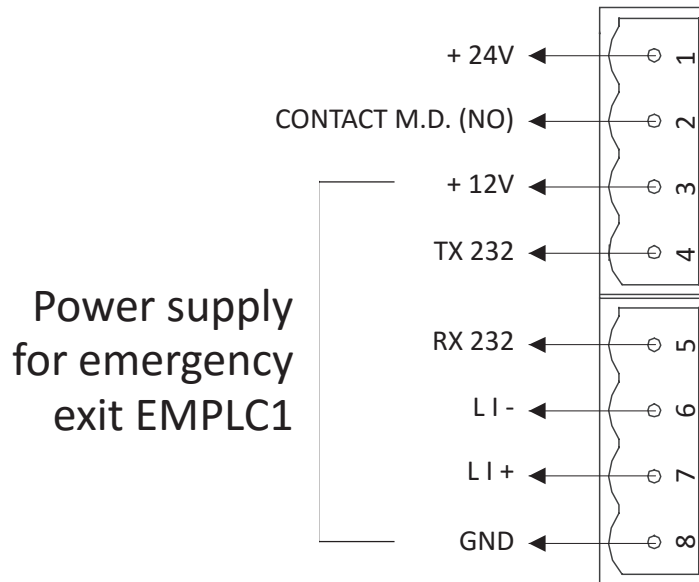 + 24V
1
CONTACT M.D. (NO)
2
+ 12V
3
TX 232
4
Power supply
for emergency
exit EMPLC1
RX 232
5
L I -
6
L I +
7
GND
8